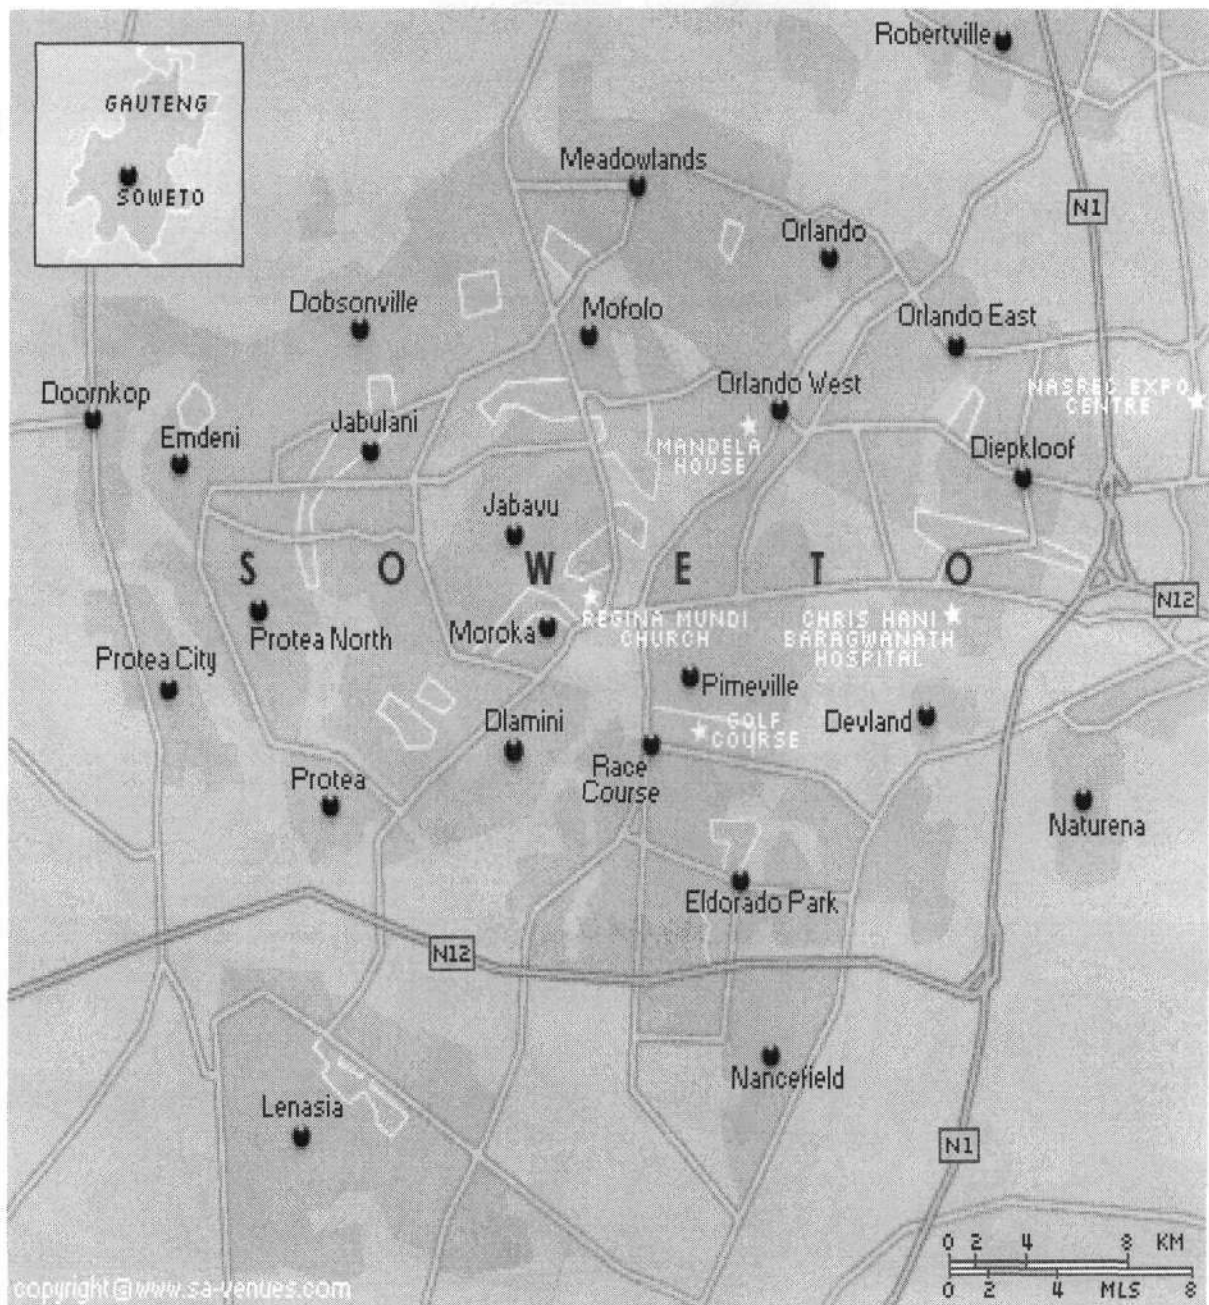 Robertville
GAUTENG
SOWETO
Meadowlands
N1
Orlando
Dobsonville
Mofolo
Orlando East
Doornkop
Orlando West
NASREC EXPO
CENTRE
Emdeni
Jabulani
MANDELA
HOUSE
Diepkloof
Jabavu
S O W E T O
N12
Protea North
Moroka
REGINA MUNDI
CHURCH
CHRIS HANI
BARAGWANATH
HOSPITAL
Protea City
Pimeville
Dlamini
GOLF
COURSE
Devland
Protea
Race
Course
Naturena
Eldorado Park
N12
Nancefield
Lenasia
N1
0 2 4 8 KM
0 2 4 MLS 8
copyright@www.sa-venues.com